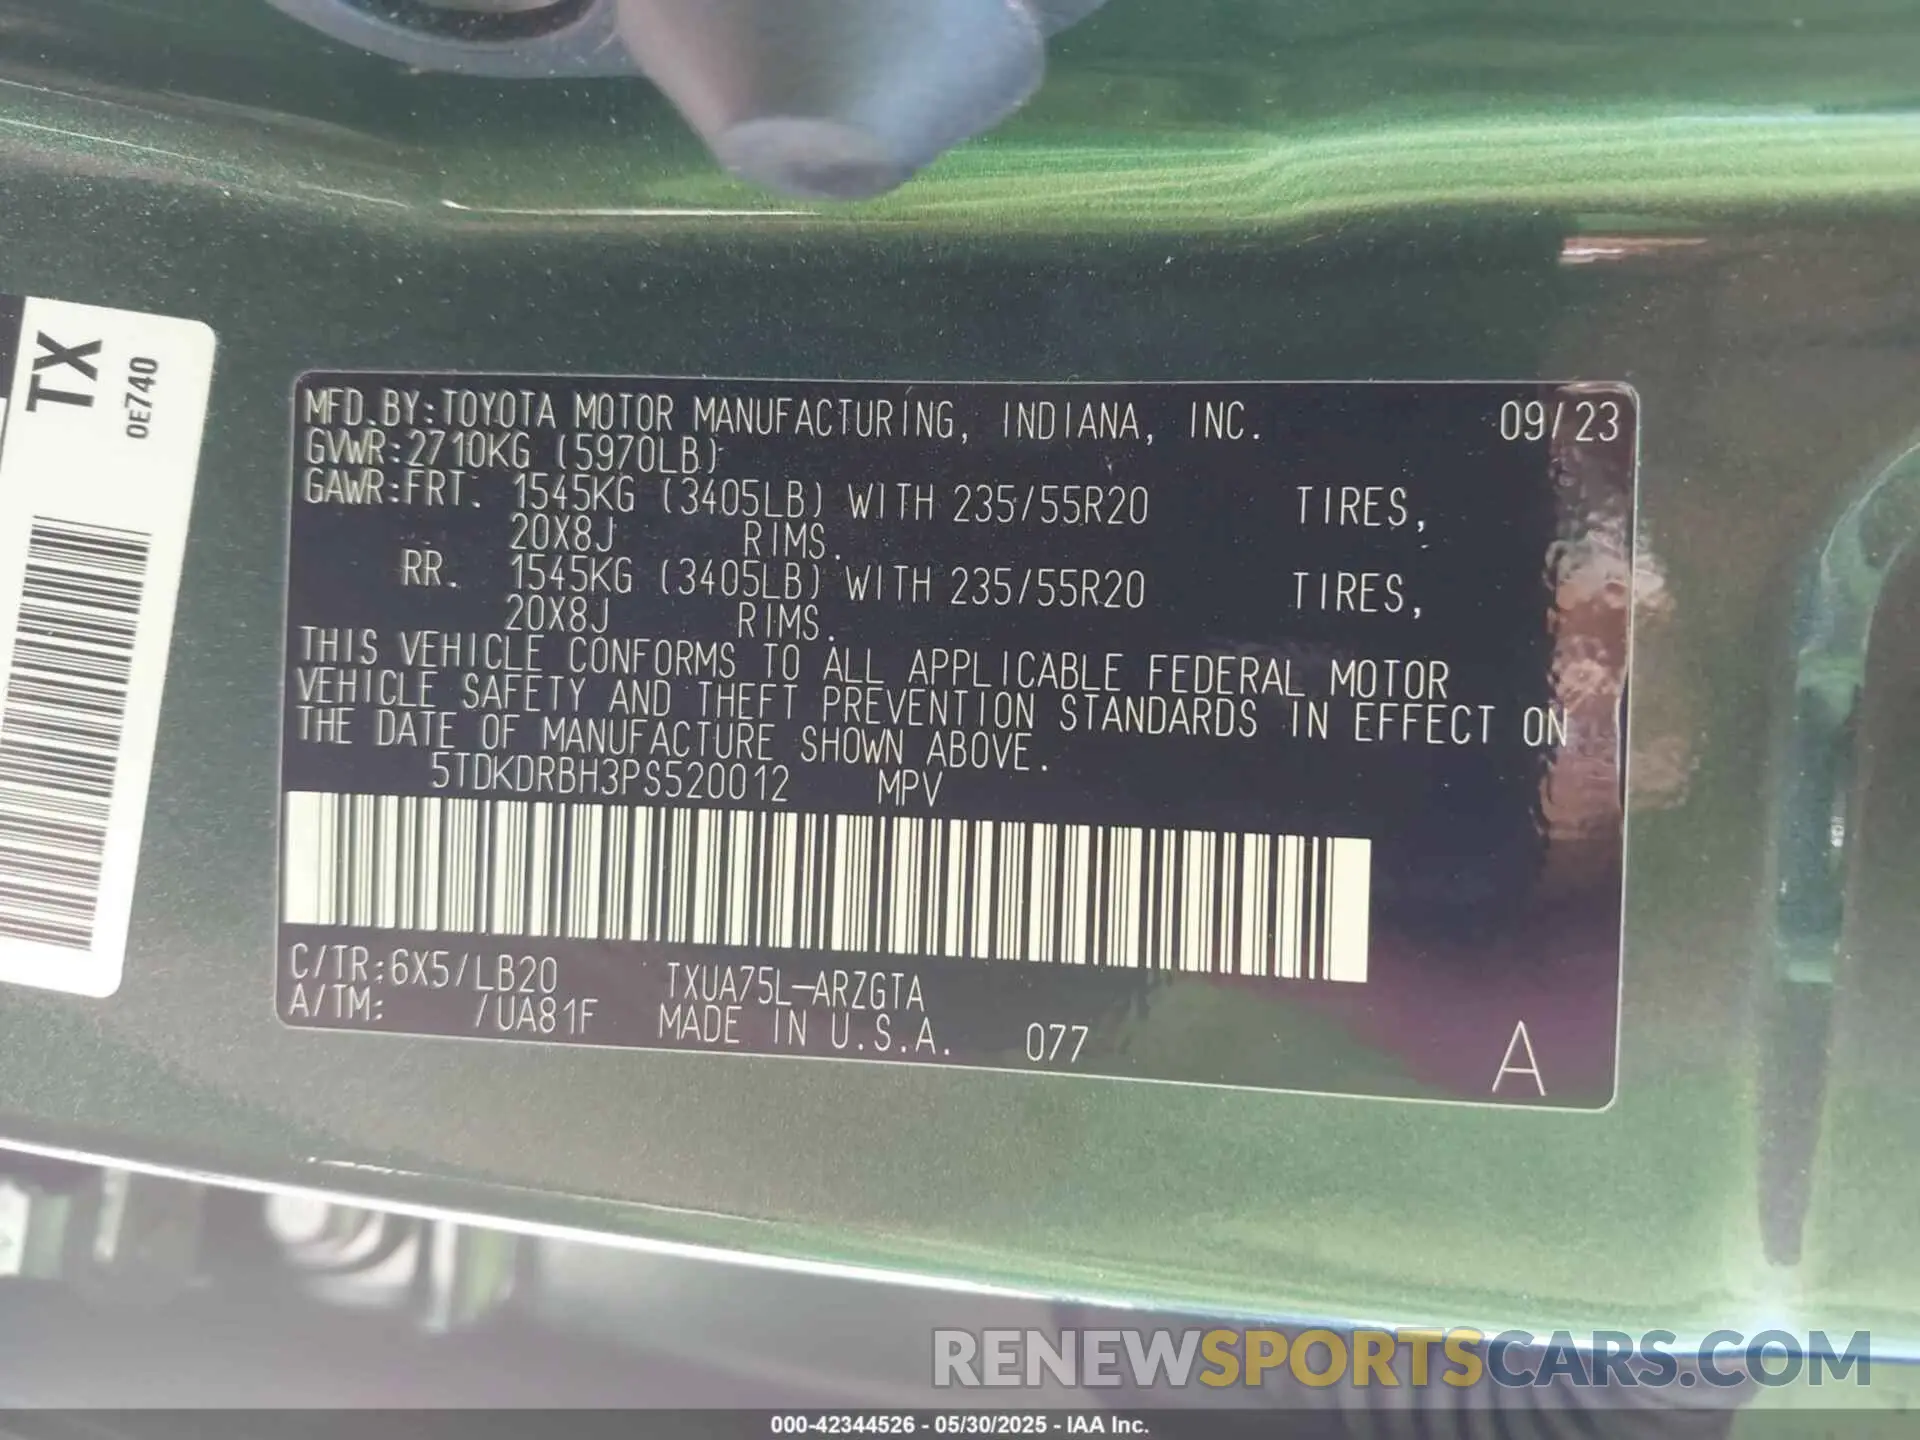 TX
0E740
MFD.BY:TOYOTA MOTOR MANUFACTURING, INDIANA, INC. 09/23
GVWR:2710KG (5970LB)
GAWR:FRT. 1545KG (3405LB) WITH 235/55R20 TIRES,
20X8J RIMS.
RR. 1545KG (3405LB) WITH 235/55R20 TIRES,
20X8J RIMS.
THIS VEHICLE CONFORMS TO ALL APPLICABLE FEDERAL MOTOR
VEHICLE SAFETY AND THEFT PREVENTION STANDARDS IN EFFECT ON
THE DATE OF MANUFACTURE SHOWN ABOVE.
5TDKDRBH3PS520012 MPV
C/TR:6X5/LB20 TXUA75L-ARZGTA
A/TM: /UA81F MADE IN U.S.A. 077
A
RENEWSPORTSCARS.COM
000-42344526 - 05/30/2025 - IAA Inc.